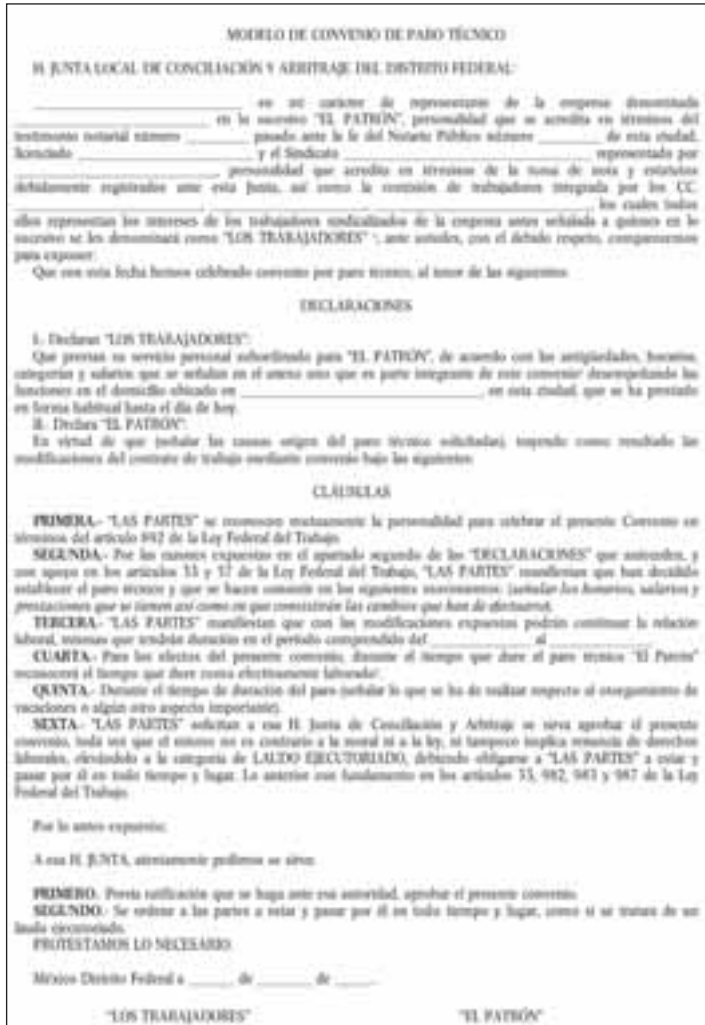 MODELO DE CONVENIO DE PARO TÉCNICO
H. JUNTA LOCAL DE CONCILIACIÓN Y ARBITRAJE DEL DISTRITO FEDERAL
____________ en mi carácter de representante de la empresa denominada
____________ en lo sucesivo "EL PATRÓN", personalidad que se acredita en términos del
testimonio notarial número ______ pasado ante la fe del Notario Público número ______ de esta ciudad,
licenciado ____________ y el Sindicato ____________ representado por
____________, personalidad que acredita en términos de la toma de nota y estatutos
debidamente registrados ante esta Junta, así como la comisión de trabajadores integrada por los CC.
____________, ____________, ____________ los cuales todos
ellos representan los intereses de los trabajadores sindicalizados de la empresa antes señalada a quienes en lo
sucesivo se les denominará como "LOS TRABAJADORES", ante ustedes, con el debido respeto, comparecemos
para exponer:
Que con esta fecha hemos celebrado convenio por paro técnico, al tenor de las siguientes:
DECLARACIONES
I.- Declaran "LOS TRABAJADORES":
Que prestan su servicio personal subordinado para "EL PATRÓN", de acuerdo con las antigüedades, horarios,
categorías y salarios que se señalan en el anexo uno que es parte integrante de este convenio desempeñando las
funciones en el domicilio ubicado en ____________, en esta ciudad, que se ha prestado
en forma habitual hasta el día de hoy.
II.- Declara "EL PATRÓN":
En virtud de que (señalar las causas origen del paro técnico solicitadas), trayendo como resultado las
modificaciones del contrato de trabajo mediante convenio bajo las siguientes:
CLÁUSULAS
PRIMERA.- "LAS PARTES" se reconocen mutuamente la personalidad para celebrar el presente Convenio en
términos del artículo 692 de la Ley Federal del Trabajo.
SEGUNDA.- Por las razones expuestas en el apartado segundo de las "DECLARACIONES" que anteceden, y
con apoyo en los artículos 33 y 57 de la Ley Federal del Trabajo, "LAS PARTES" manifiestan que han decidido
establecer el paro técnico y que se hacen consistir en los siguientes movimientos: (señalar los horarios, salarios y
prestaciones que se tienen así como en que consistirán los cambios que han de efectuarse).
TERCERA.- "LAS PARTES" manifiestan que con las modificaciones expuestas podrán continuar la relación
laboral, mismas que tendrán duración en el periodo comprendido del ____________ al ____________
CUARTA.- Para los efectos del presente convenio, durante el tiempo que dure el paro técnico "El Patrón"
reconocerá el tiempo que dure como efectivamente laborado.
QUINTA.- Durante el tiempo de duración del paro (señalar lo que se ha de realizar respecto al otorgamiento de
vacaciones o algún otro aspecto importante).
SEXTA.- "LAS PARTES" solicitan a esa H. Junta de Conciliación y Arbitraje se sirva aprobar el presente
convenio, toda vez que el mismo no es contrario a la moral ni a la ley, ni tampoco implica renuncia de derechos
laborales, elevándolo a la categoría de LAUDO EJECUTORIADO, debiendo obligarse a "LAS PARTES" a estar y
pasar por él en todo tiempo y lugar. Lo anterior con fundamento en los artículos 33, 982, 983 y 987 de la Ley
Federal del Trabajo.
Por lo antes expuesto;
A esa H. JUNTA, atentamente pedimos se sirva:
PRIMERO.- Previa ratificación que se haga ante esa autoridad, aprobar el presente convenio.
SEGUNDO.- Se ordene a las partes a estar y pasar por él en todo tiempo y lugar, como si se tratara de un
laudo ejecutoriado.
PROTESTAMOS LO NECESARIO
México Distrito Federal a ______ de ______ de ______
"LOS TRABAJADORES" "EL PATRÓN"